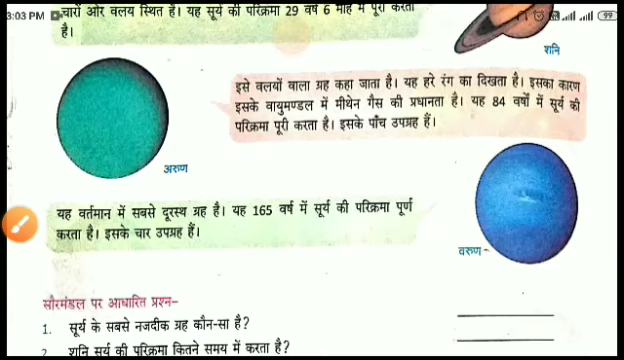 3:03 PM
99
चारों ओर वलय स्थित हैं। यह सूर्य की परिक्रमा 29 वर्ष 6 माह में पूरी करता
है।
शनि
इसे वलयों वाला ग्रह कहा जाता है। यह हरे रंग का दिखता है। इसका कारण
इसके वायुमण्डल में मीथेन गैस की प्रधानता है। यह 84 वर्षों में सूर्य की
परिक्रमा पूरी करता है। इसके पाँच उपग्रह हैं।
अरुण
यह वर्तमान में सबसे दूरस्थ ग्रह है। यह 165 वर्ष में सूर्य की परिक्रमा पूर्ण
करता है। इसके चार उपग्रह हैं।
वरुण
सौरमंडल पर आधारित प्रश्न–
1. सूर्य के सबसे नजदीक ग्रह कौन-सा है?
2. शनि सूर्य की परिक्रमा कितने समय में करता है?